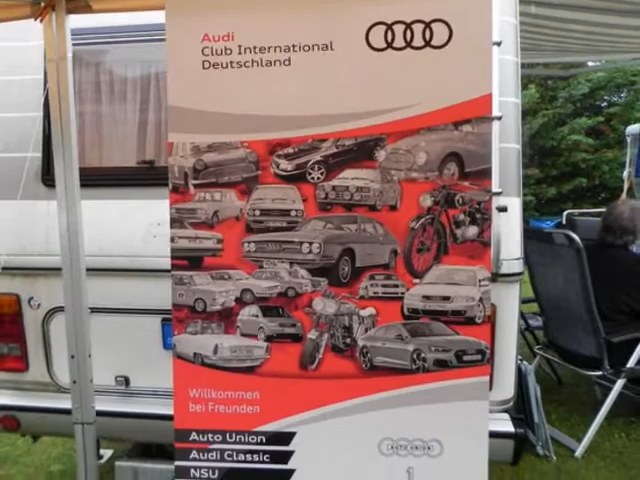 Audi
Club International
Deutschland
Willkommen
bei Freunden
Auto Union
Audi Classic
NSU